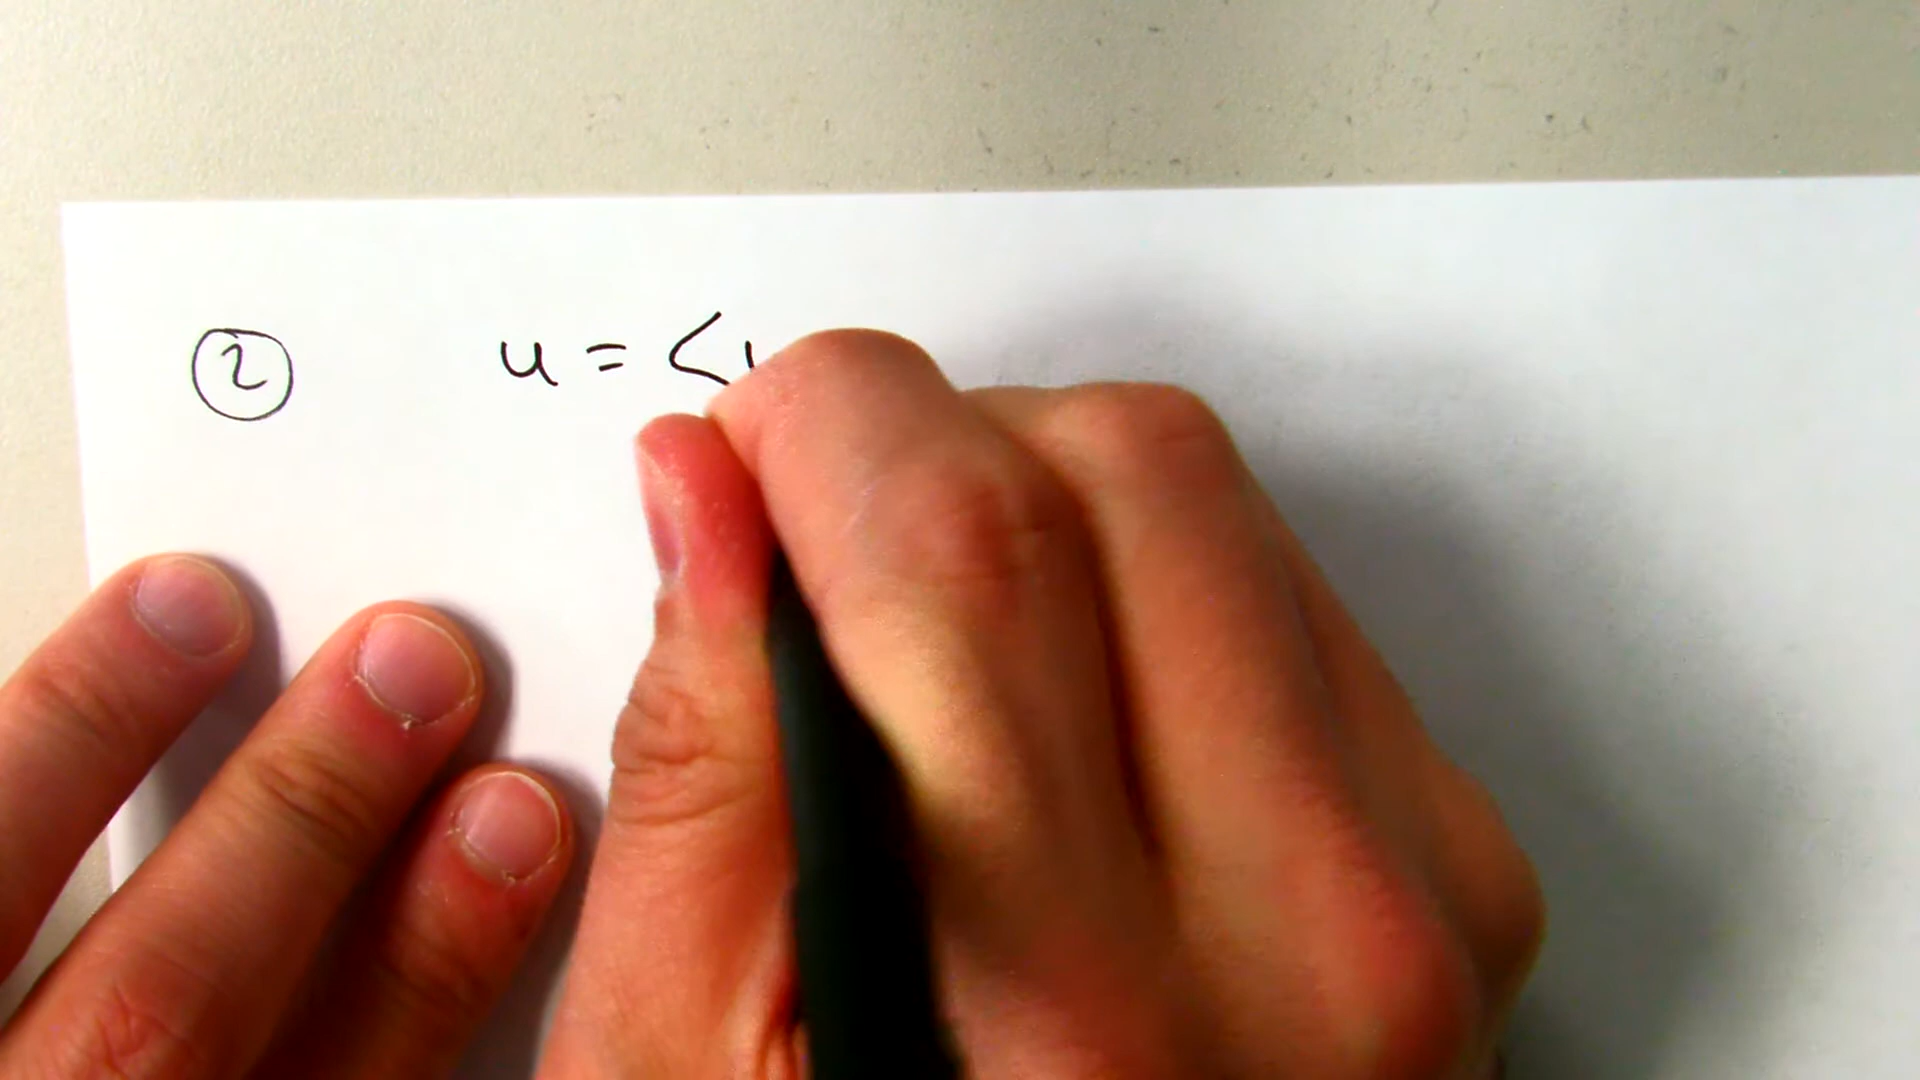 ② u = <